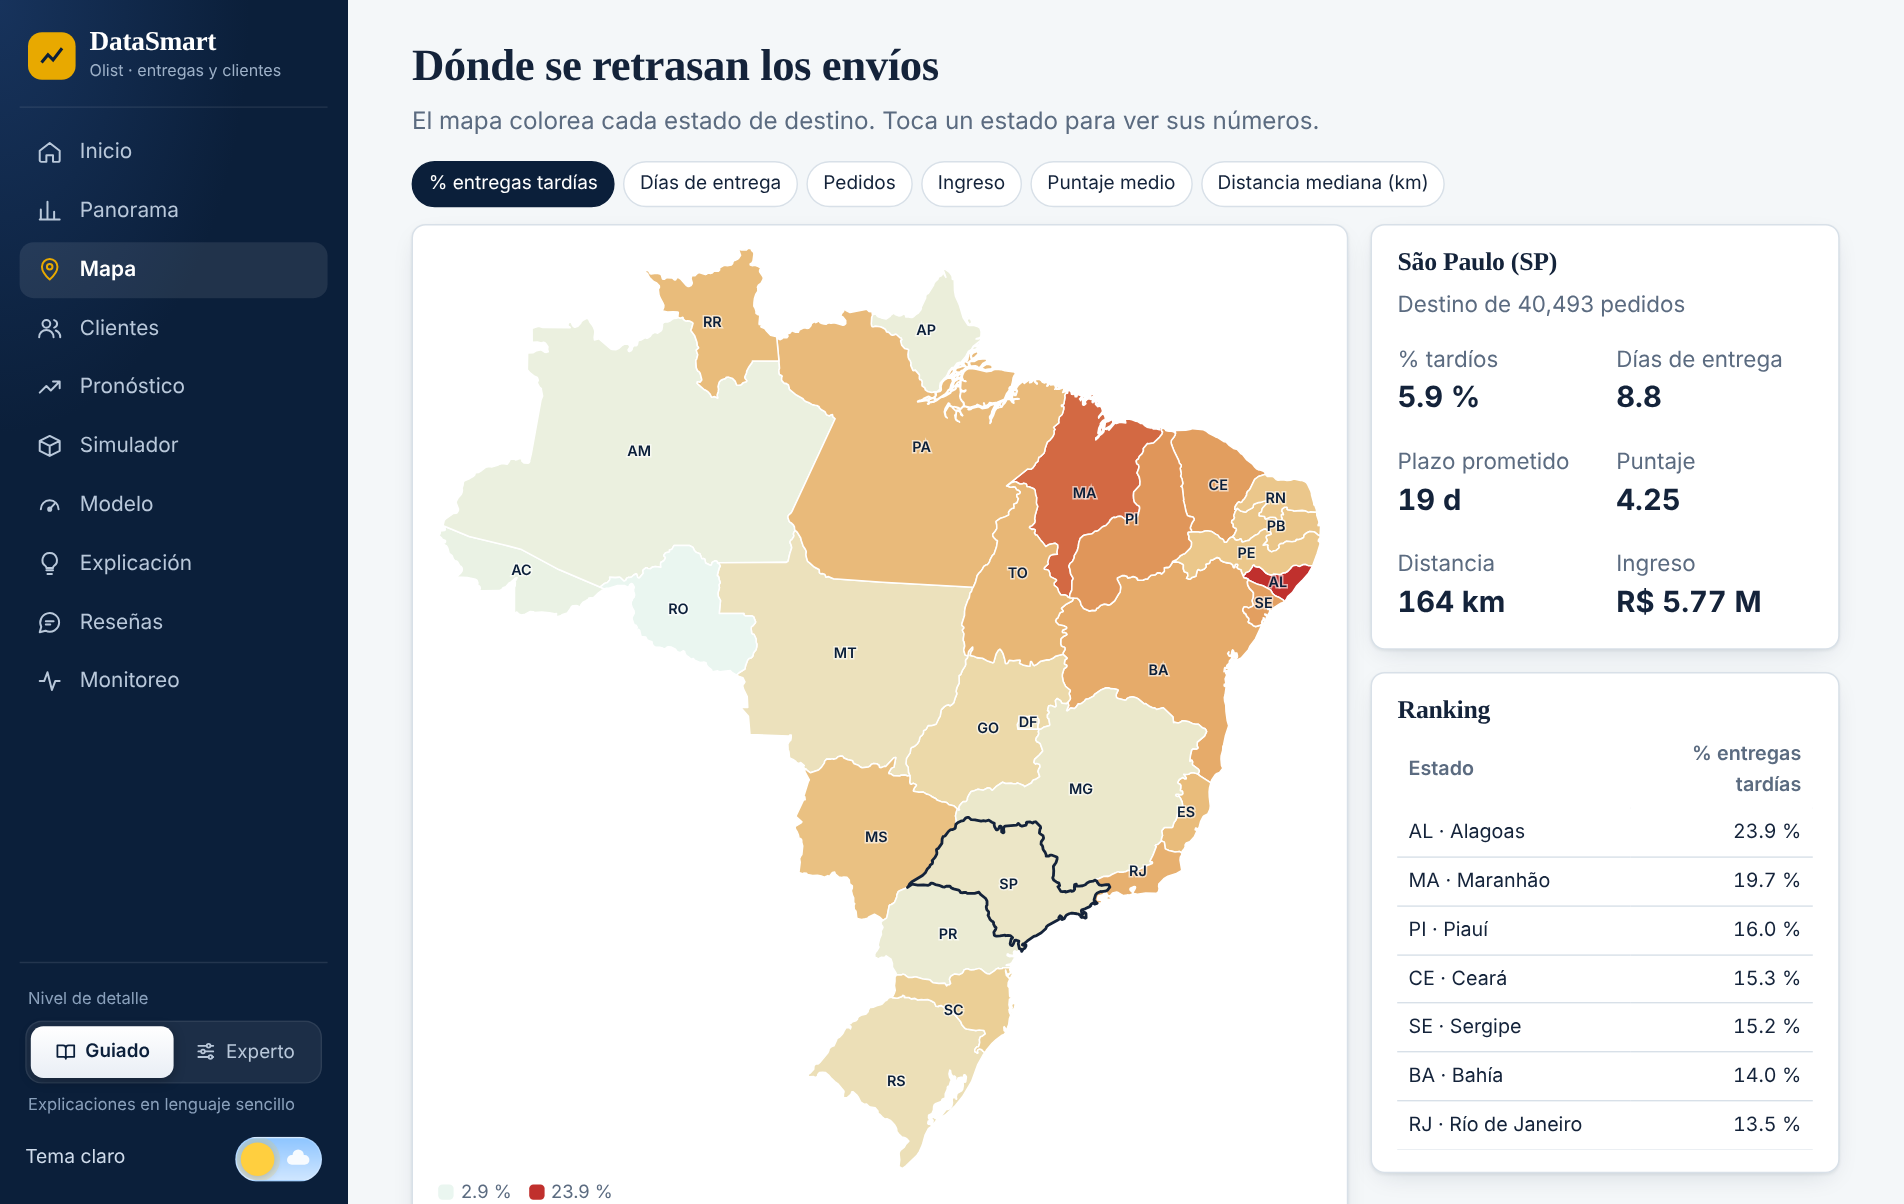 DataSmart
Olist · entregas y clientes
Inicio
Panorama
Mapa
Clientes
Pronóstico
Simulador
Modelo
Explicación
Reseñas
Monitoreo
Nivel de detalle
Guiado
Experto
Explicaciones en lenguaje sencillo
Tema claro
Dónde se retrasan los envíos
El mapa colorea cada estado de destino. Toca un estado para ver sus números.
% entregas tardías
Días de entrega
Pedidos
Ingreso
Puntaje medio
Distancia mediana (km)
RR
AP
AM
PA
MA
CE
RN
PI
PB
PE
AC
TO
AL
RO
SE
MT
BA
GO
DF
MG
ES
MS
RJ
SP
PR
SC
RS
2.9 %
23.9 %
São Paulo (SP)
Destino de 40,493 pedidos
% tardíos
Días de entrega
5.9 %
8.8
Plazo prometido
Puntaje
19 d
4.25
Distancia
Ingreso
164 km
R$ 5.77 M
Ranking
Estado
% entregas
tardías
AL · Alagoas 23.9 %
MA · Maranhão 19.7 %
PI · Piauí 16.0 %
CE · Ceará 15.3 %
SE · Sergipe 15.2 %
BA · Bahía 14.0 %
RJ · Río de Janeiro 13.5 %